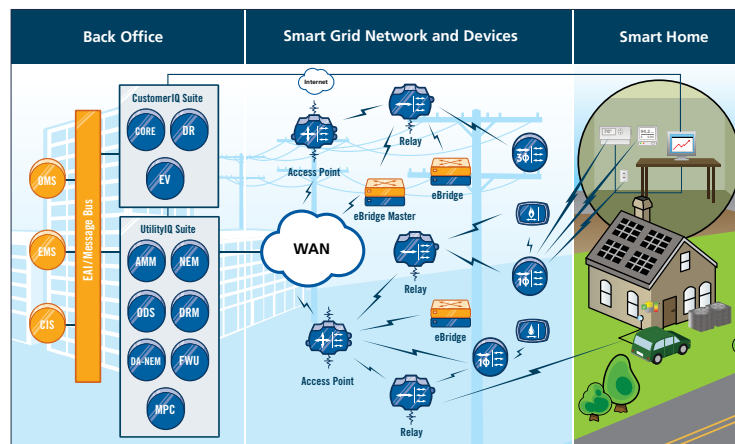 Back Office
Smart Grid Network and Devices
Smart Home
CustomerIQ Suite
CORE
DR
EV
OMS
EMS
CIS
EAI / Message Bus
UtilityIQ Suite
AMM
NEM
ODS
DRM
DA-NEM
FWU
MPC
Internet
Access Point
Relay
3Φ
eBridge
eBridge Master
WAN
Relay
1Φ
eBridge
Access Point
1Φ
Relay